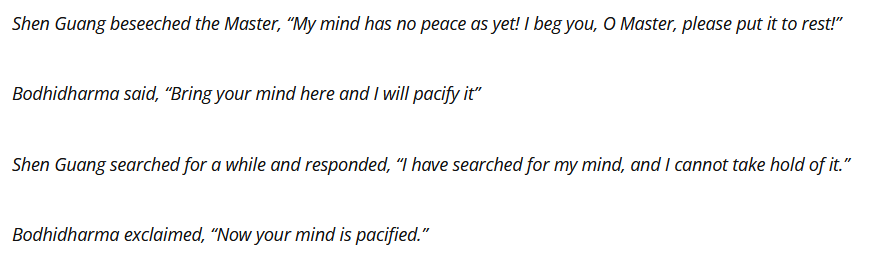 Shen Guang beseeched the Master, “My mind has no peace as yet! I beg you, O Master, please put it to rest!”
Bodhidharma said, “Bring your mind here and I will pacify it”
Shen Guang searched for a while and responded, “I have searched for my mind, and I cannot take hold of it.”
Bodhidharma exclaimed, “Now your mind is pacified.”